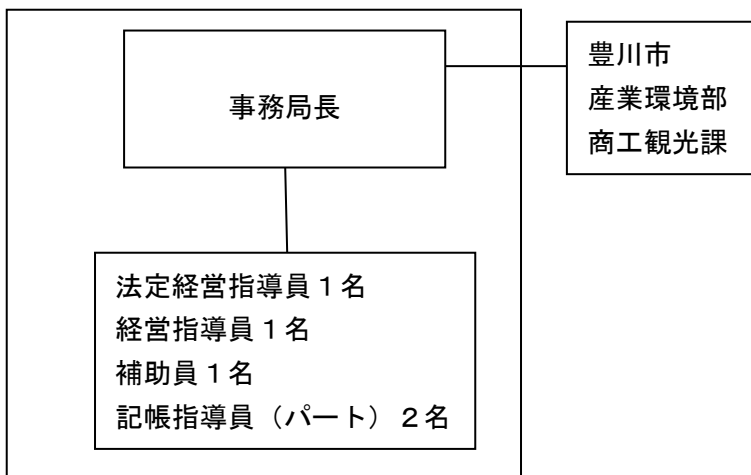 事務局長
豊川市
産業環境部
商工観光課
法定経営指導員１名
経営指導員１名
補助員１名
記帳指導員（パート）２名